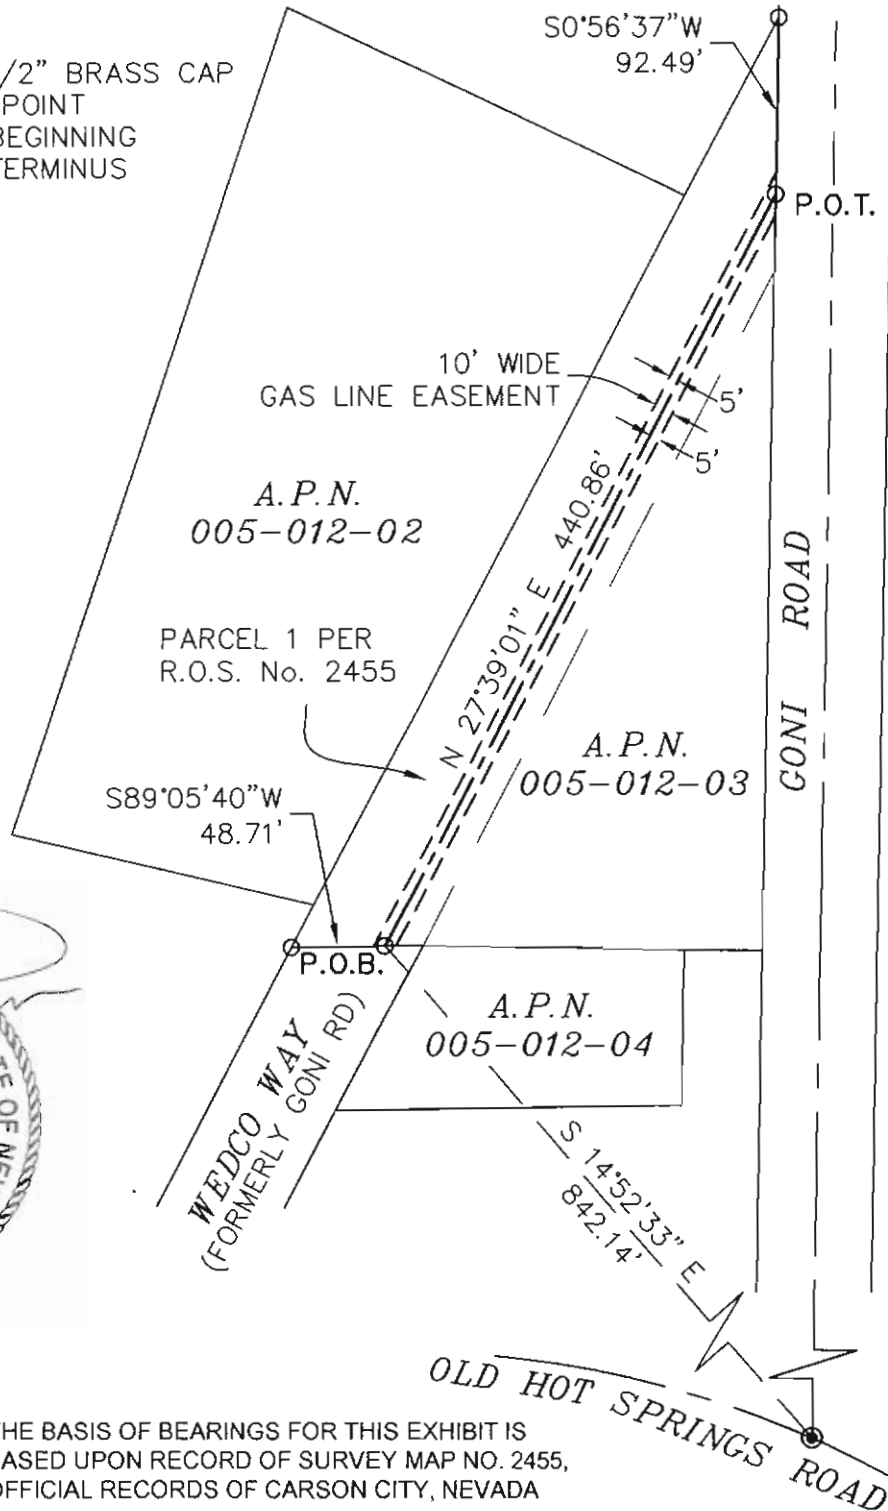 /2" BRASS CAP
POINT
BEGINNING
TERMINUS
S0°56'37"W
92.49'
P.O.T.
10' WIDE
GAS LINE EASEMENT
5'
5'
A.P.N.
005-012-02
N 27°39'01" E 440.86'
GONI ROAD
PARCEL 1 PER
R.O.S. No. 2455
A.P.N.
005-012-03
S89°05'40"W
48.71'
P.O.B.
A.P.N.
005-012-04
WEDCO WAY
(FORMERLY GONI RD)
S 14°52'33" E
842.14'
OLD HOT SPRINGS ROAD
THE BASIS OF BEARINGS FOR THIS EXHIBIT IS
ASED UPON RECORD OF SURVEY MAP NO. 2455,
OFFICIAL RECORDS OF CARSON CITY, NEVADA